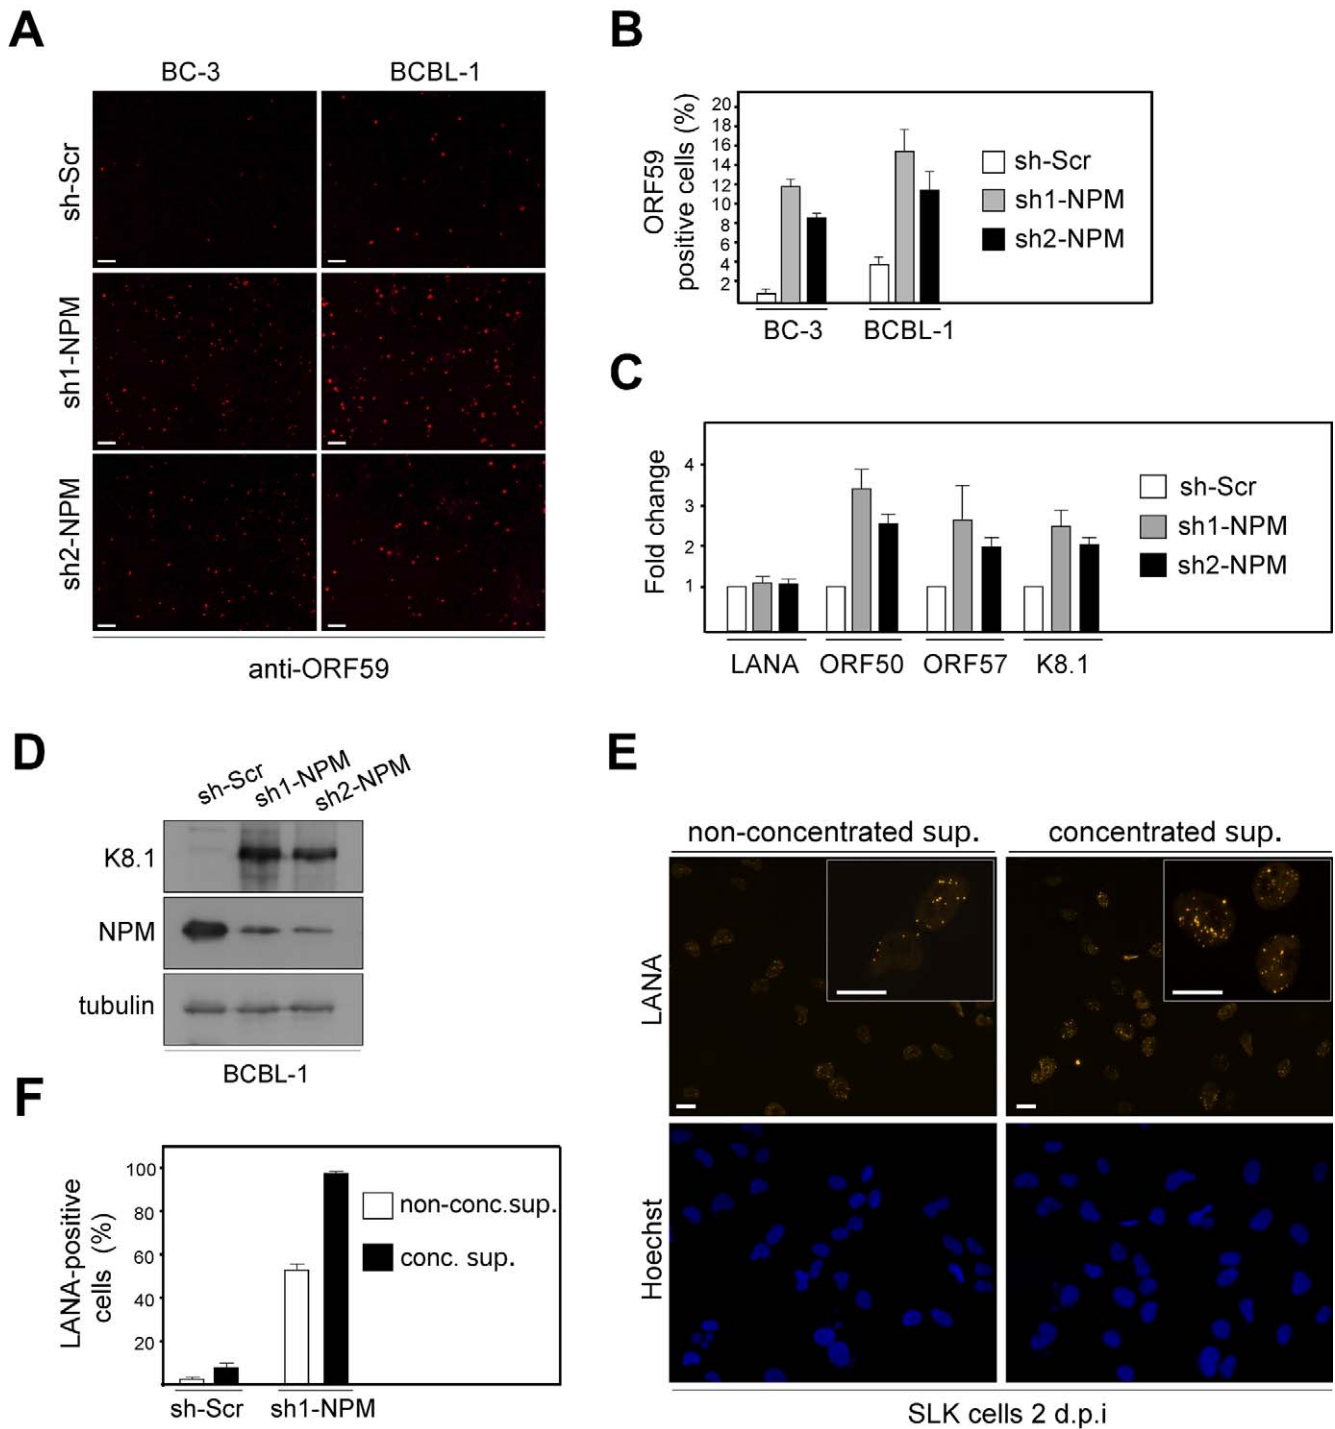 A
BC-3
BCBL-1
sh-Scr
sh1-NPM
sh2-NPM
anti-ORF59
B
ORF59
positive cells (%)
20
18
16
14
12
10
8
6
4
2
sh-Scr
sh1-NPM
sh2-NPM
BC-3
BCBL-1
C
Fold change
4
3
2
1
sh-Scr
sh1-NPM
sh2-NPM
LANA
ORF50
ORF57
K8.1
D
sh-Scr
sh1-NPM
sh2-NPM
K8.1
NPM
tubulin
BCBL-1
E
non-concentrated sup.
concentrated sup.
LANA
Hoechst
SLK cells 2 d.p.i
F
LANA-positive
cells (%)
100
80
60
40
20
non-conc.sup.
conc. sup.
sh-Scr
sh1-NPM